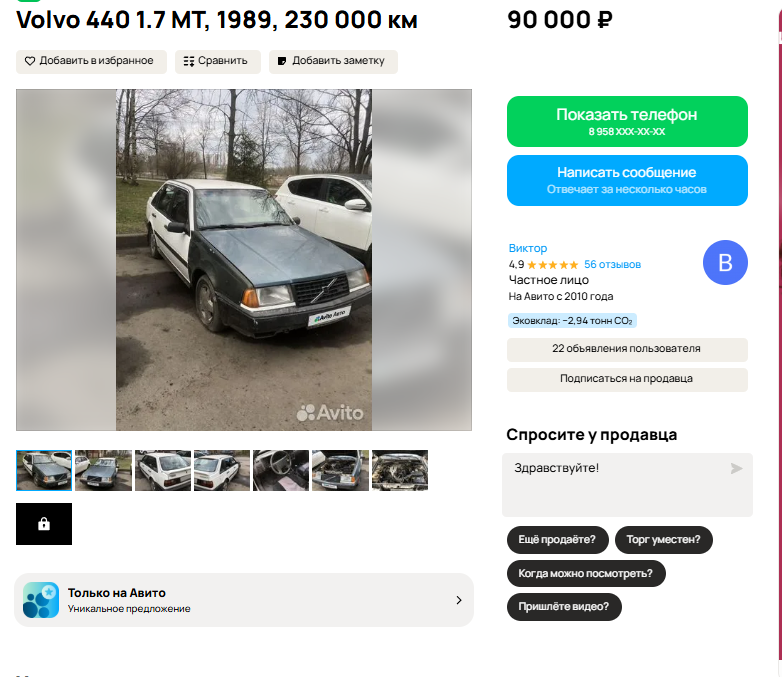 Volvo 440 1.7 MT, 1989, 230 000 км
90 000 ₽
Добавить в избранное
Сравнить
Добавить заметку
Avito Авто
Avito
Показать телефон
8 958 XXX-XX-XX
Написать сообщение
Отвечает за несколько часов
Виктор
4,9 ★★★★★ 56 отзывов
Частное лицо
На Авито с 2010 года
В
Эковклад: −2,94 тонн CO₂
22 объявления пользователя
Подписаться на продавца
Спросите у продавца
Здравствуйте!
Ещё продаёте?
Торг уместен?
Когда можно посмотреть?
Пришлёте видео?
Только на Авито
Уникальное предложение